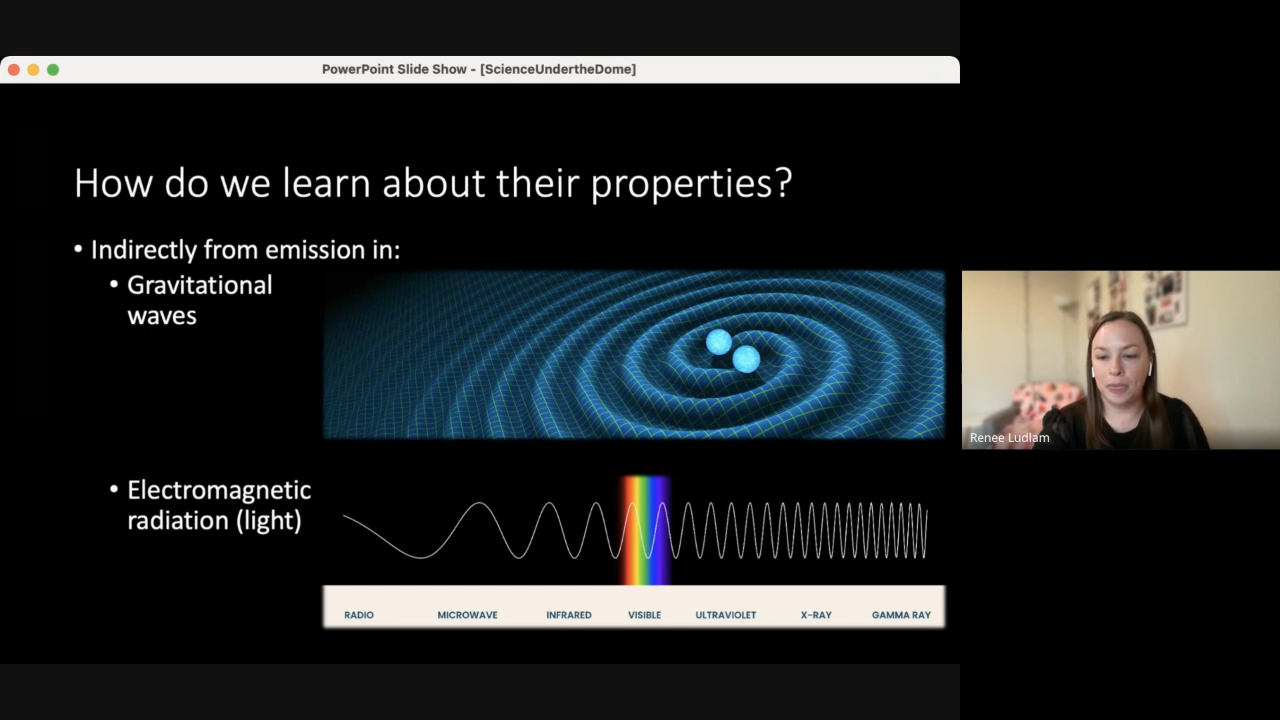 PowerPoint Slide Show - [ScienceUndertheDome]
How do we learn about their properties?
• Indirectly from emission in:
• Gravitational
waves
• Electromagnetic
radiation (light)
RADIO MICROWAVE INFRARED VISIBLE ULTRAVIOLET X-RAY GAMMA RAY
Renee Ludlam